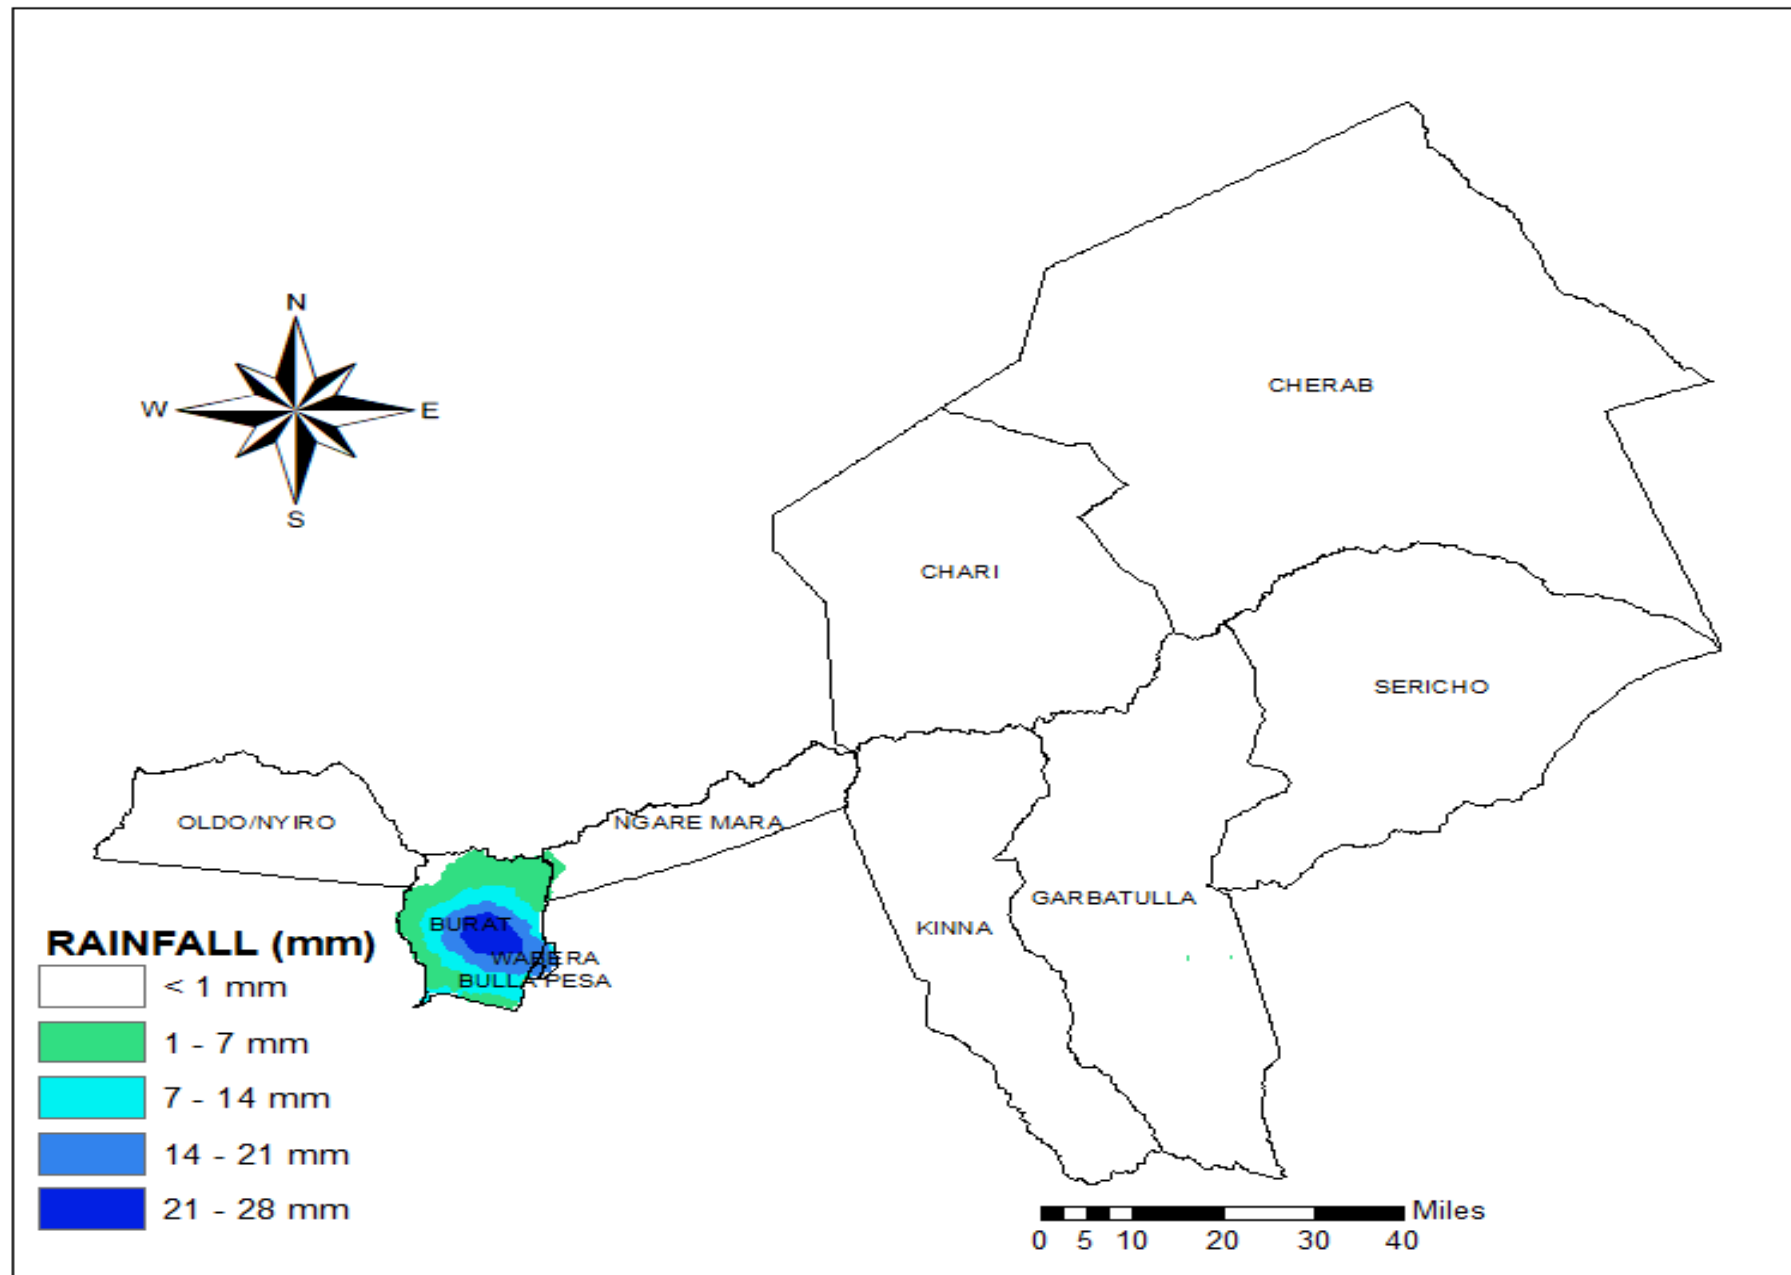 N
W
E
S
CHERAB
CHARI
SERICHO
OLDO/NYIRO
NGARE MARA
GARBATULLA
BURAT
KINNA
WABERA
BULLA PESA
RAINFALL (mm)
< 1 mm
1 - 7 mm
7 - 14 mm
14 - 21 mm
21 - 28 mm
Miles
0 5 10 20 30 40